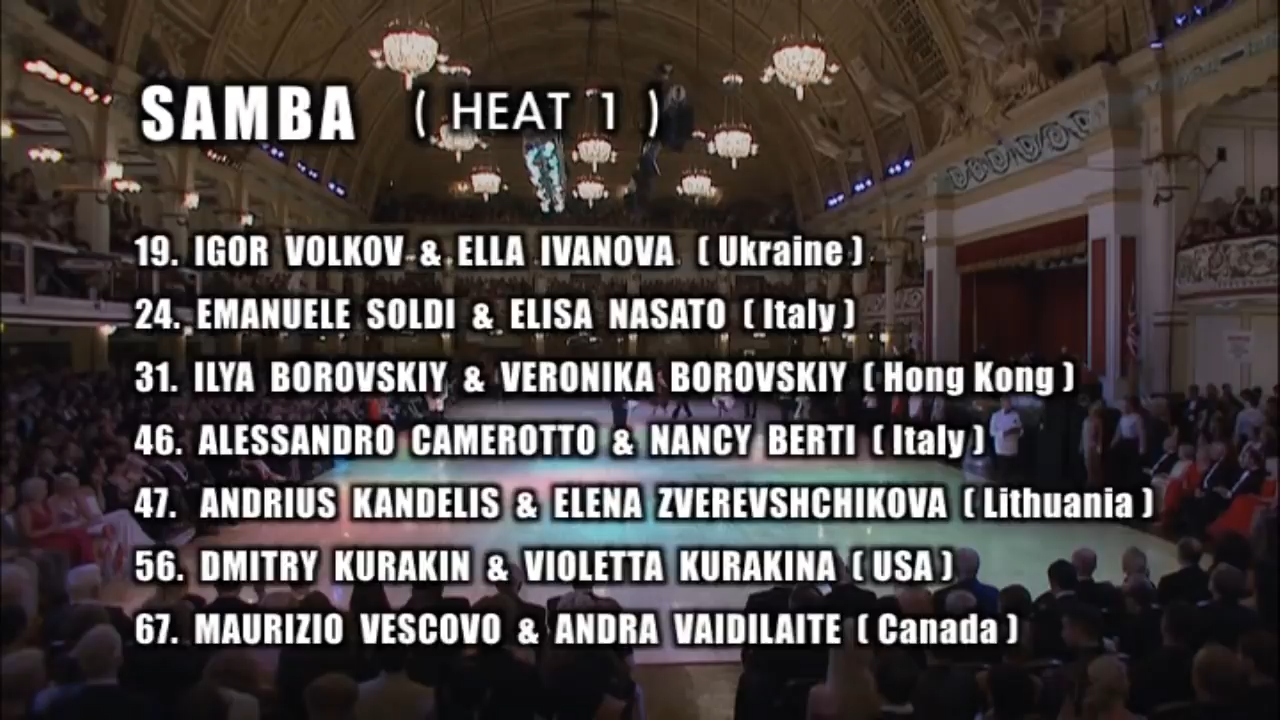 SAMBA ( HEAT 1 )
19. IGOR VOLKOV & ELLA IVANOVA ( Ukraine )
24. EMANUELE SOLDI & ELISA NASATO ( Italy )
31. ILYA BOROVSKIY & VERONIKA BOROVSKIY ( Hong Kong )
46. ALESSANDRO CAMEROTTO & NANCY BERTI ( Italy )
47. ANDRIUS KANDELIS & ELENA ZVEREVSHCHIKOVA ( Lithuania )
56. DMITRY KURAKIN & VIOLETTA KURAKINA ( USA )
67. MAURIZIO VESCOVO & ANDRA VAIDILAITE ( Canada )